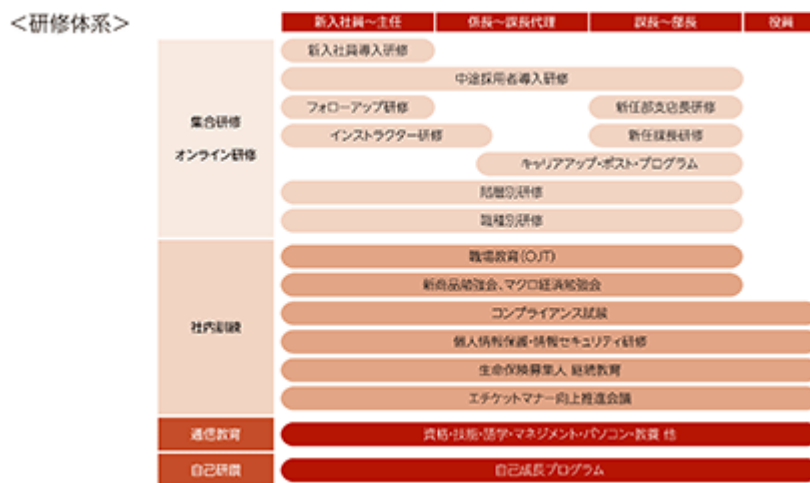 <研修体系>
新入社員～主任 係長～課長代理 課長～部長 役員
集合研修
オンライン研修
新入社員導入研修
中途採用者導入研修
フォローアップ研修 新任部支店長研修
インストラクター研修 新任課長研修
キャリアアップ・ポスト・プログラム
階層別研修
職種別研修
社内訓練
職場教育(OJT)
新商品勉強会、マクロ経済勉強会
コンプライアンス試験
個人情報保護・情報セキュリティ研修
生命保険募集人 継続教育
エチケットマナー向上推進会議
通信教育 資格・技能・語学・マネジメント・パソコン・教養 他
自己研鑽 自己成長プログラム